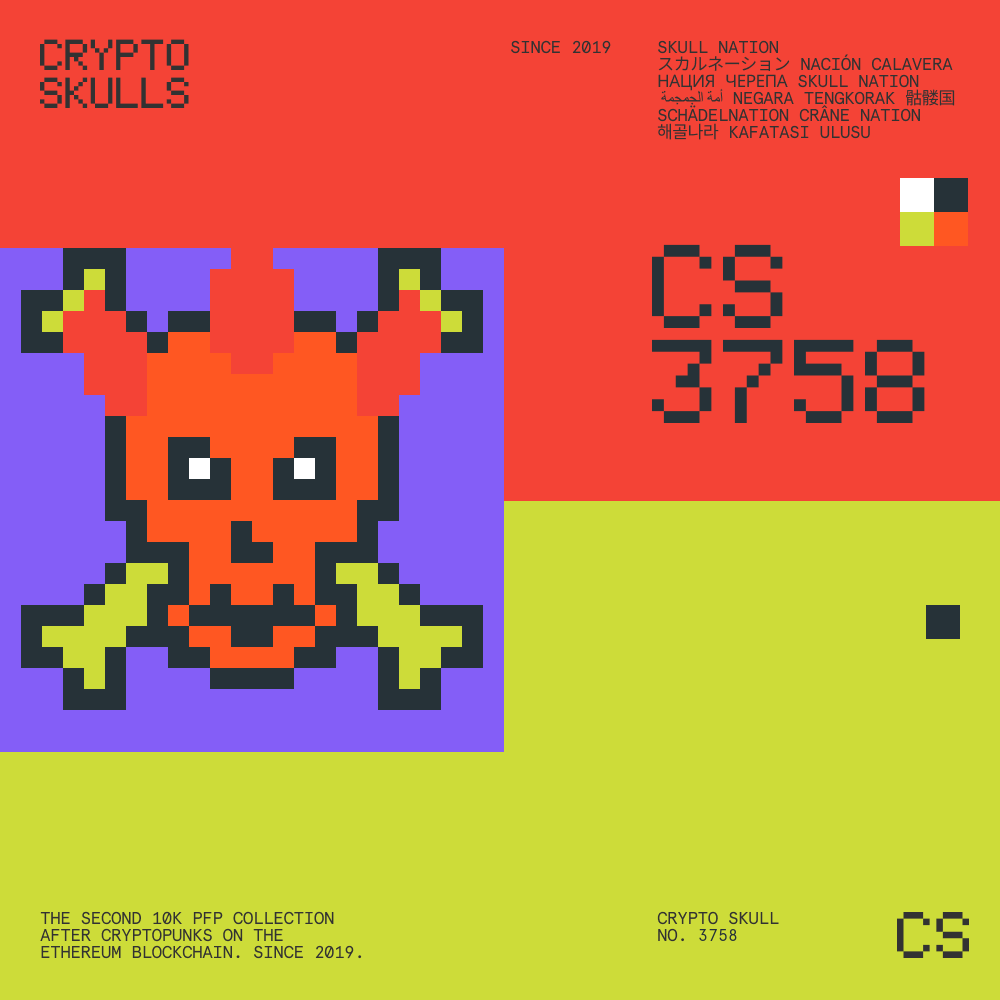 CRYPTO
SKULLS
SINCE 2019
SKULL NATION
スカルネーション NACIÓN CALAVERA
НАЦИЯ ЧЕРЕПА SKULL NATION
أمة الجمجمة NEGARA TENGKORAK 骷髅国
SCHÄDELNATION CRÂNE NATION
해골나라 KAFATASI ULUSU
CS
3758
THE SECOND 10K PFP COLLECTION
AFTER CRYPTOPUNKS ON THE
ETHEREUM BLOCKCHAIN. SINCE 2019.
CRYPTO SKULL
NO. 3758
CS